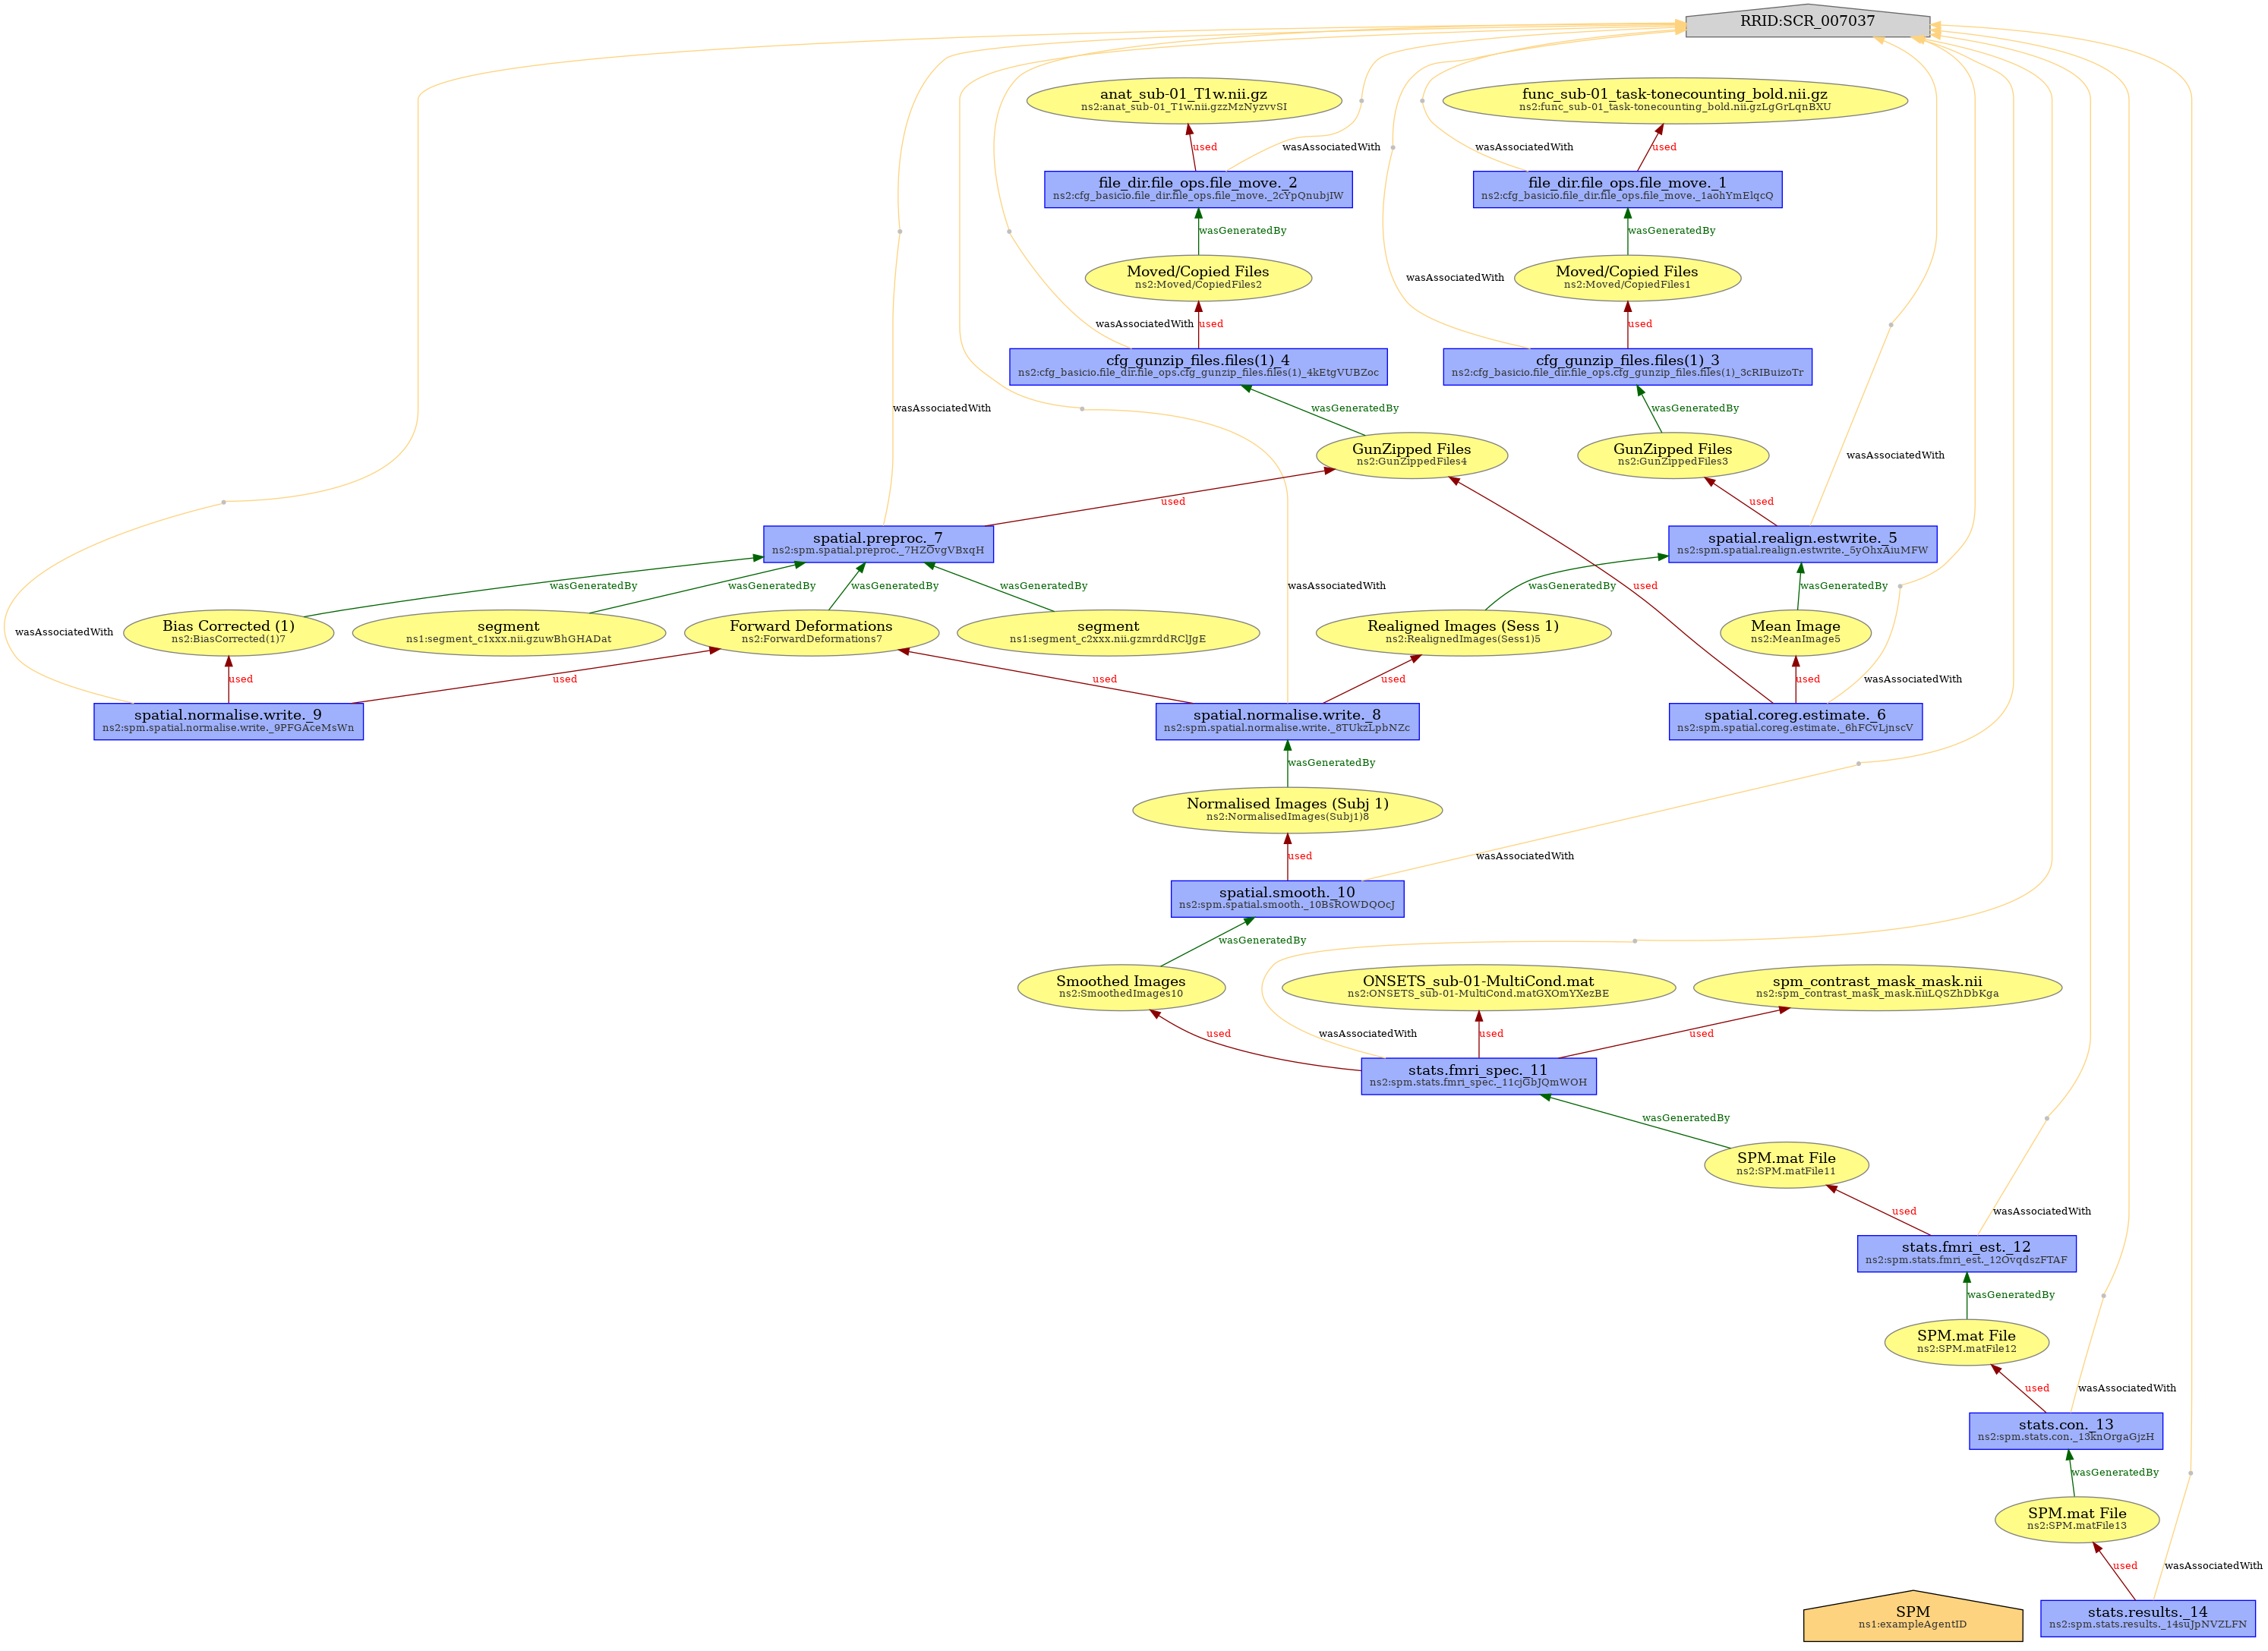 RRID:SCR_007037
anat_sub-01_T1w.nii.gz
ns2:anat_sub-01_T1w.nii.gzzMzNyzvvSI
func_sub-01_task-tonecounting_bold.nii.gz
ns2:func_sub-01_task-tonecounting_bold.nii.gzLgGrLqnBXU
used
wasAssociatedWith
wasAssociatedWith
used
file_dir.file_ops.file_move._2
ns2:cfg_basicio.file_dir.file_ops.file_move._2cYpQnubjIW
file_dir.file_ops.file_move._1
ns2:cfg_basicio.file_dir.file_ops.file_move._1aohYmElqcQ
wasGeneratedBy
wasGeneratedBy
Moved/Copied Files
ns2:Moved/CopiedFiles2
wasAssociatedWith
Moved/Copied Files
ns2:Moved/CopiedFiles1
wasAssociatedWith
used
used
cfg_gunzip_files.files(1)_4
ns2:cfg_basicio.file_dir.file_ops.cfg_gunzip_files.files(1)_4kEtgVUBZoc
cfg_gunzip_files.files(1)_3
ns2:cfg_basicio.file_dir.file_ops.cfg_gunzip_files.files(1)_3cRIBuizoTr
wasAssociatedWith
wasGeneratedBy
wasGeneratedBy
GunZipped Files
ns2:GunZippedFiles4
GunZipped Files
ns2:GunZippedFiles3
wasAssociatedWith
used
used
spatial.preproc._7
ns2:spm.spatial.preproc._7HZOvgVBxqH
spatial.realign.estwrite._5
ns2:spm.spatial.realign.estwrite._5yOhxAiuMFW
wasGeneratedBy
wasGeneratedBy
wasGeneratedBy
wasGeneratedBy
wasAssociatedWith
wasGeneratedBy
used
wasGeneratedBy
wasAssociatedWith
Bias Corrected (1)
ns2:BiasCorrected(1)7
segment
ns1:segment_c1xxx.nii.gzuwBhGHADat
Forward Deformations
ns2:ForwardDeformations7
segment
ns1:segment_c2xxx.nii.gzmrddRClJgE
Realigned Images (Sess 1)
ns2:RealignedImages(Sess1)5
Mean Image
ns2:MeanImage5
used
used
used
used
used
wasAssociatedWith
spatial.normalise.write._9
ns2:spm.spatial.normalise.write._9PFGAceMsWn
spatial.normalise.write._8
ns2:spm.spatial.normalise.write._8TUkzLpbNZc
spatial.coreg.estimate._6
ns2:spm.spatial.coreg.estimate._6hFCvLjnscV
wasGeneratedBy
Normalised Images (Subj 1)
ns2:NormalisedImages(Subj1)8
used
wasAssociatedWith
spatial.smooth._10
ns2:spm.spatial.smooth._10BsROWDQOcJ
wasGeneratedBy
Smoothed Images
ns2:SmoothedImages10
ONSETS_sub-01-MultiCond.mat
ns2:ONSETS_sub-01-MultiCond.matGXOmYXezBE
spm_contrast_mask_mask.nii
ns2:spm_contrast_mask_mask.niiLQSZhDbKga
used
wasAssociatedWith
used
used
stats.fmri_spec._11
ns2:spm.stats.fmri_spec._11cjGbJQmWOH
wasGeneratedBy
SPM.mat File
ns2:SPM.matFile11
used
wasAssociatedWith
stats.fmri_est._12
ns2:spm.stats.fmri_est._12OvqdszFTAF
wasGeneratedBy
SPM.mat File
ns2:SPM.matFile12
used
wasAssociatedWith
stats.con._13
ns2:spm.stats.con._13knOrgaGjzH
wasGeneratedBy
SPM.mat File
ns2:SPM.matFile13
used
wasAssociatedWith
SPM
ns1:exampleAgentID
stats.results._14
ns2:spm.stats.results._14suJpNVZLFN